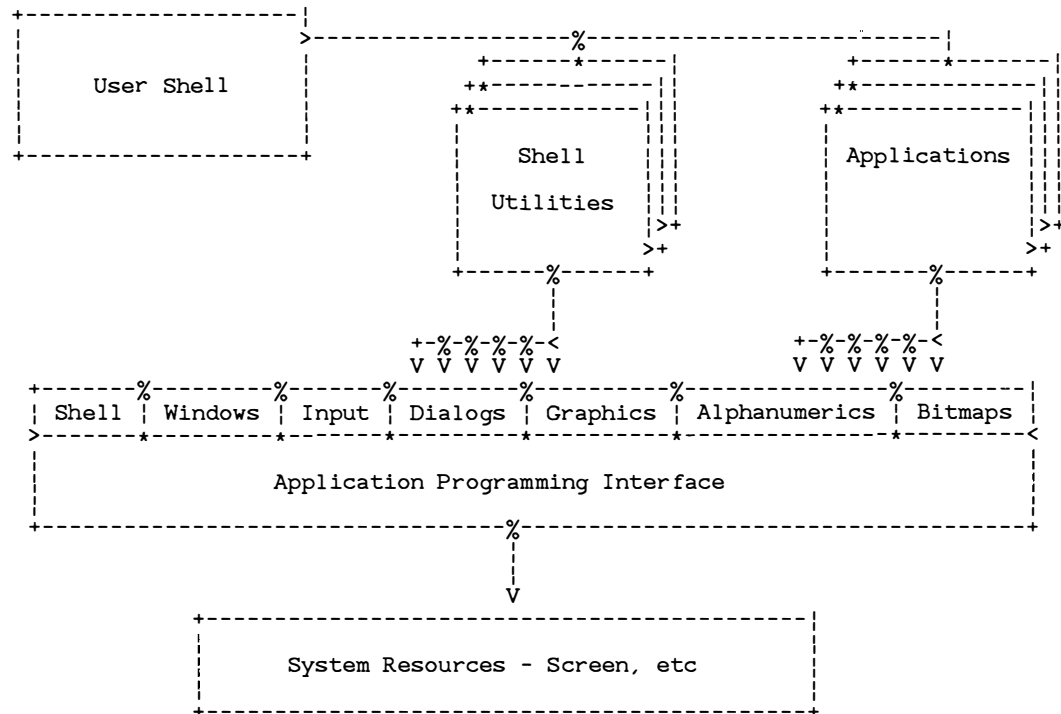 User Shell
Shell
Utilities
Applications
Shell
Windows
Input
Dialogs
Graphics
Alphanumerics
Bitmaps
Application Programming Interface
System Resources - Screen, etc